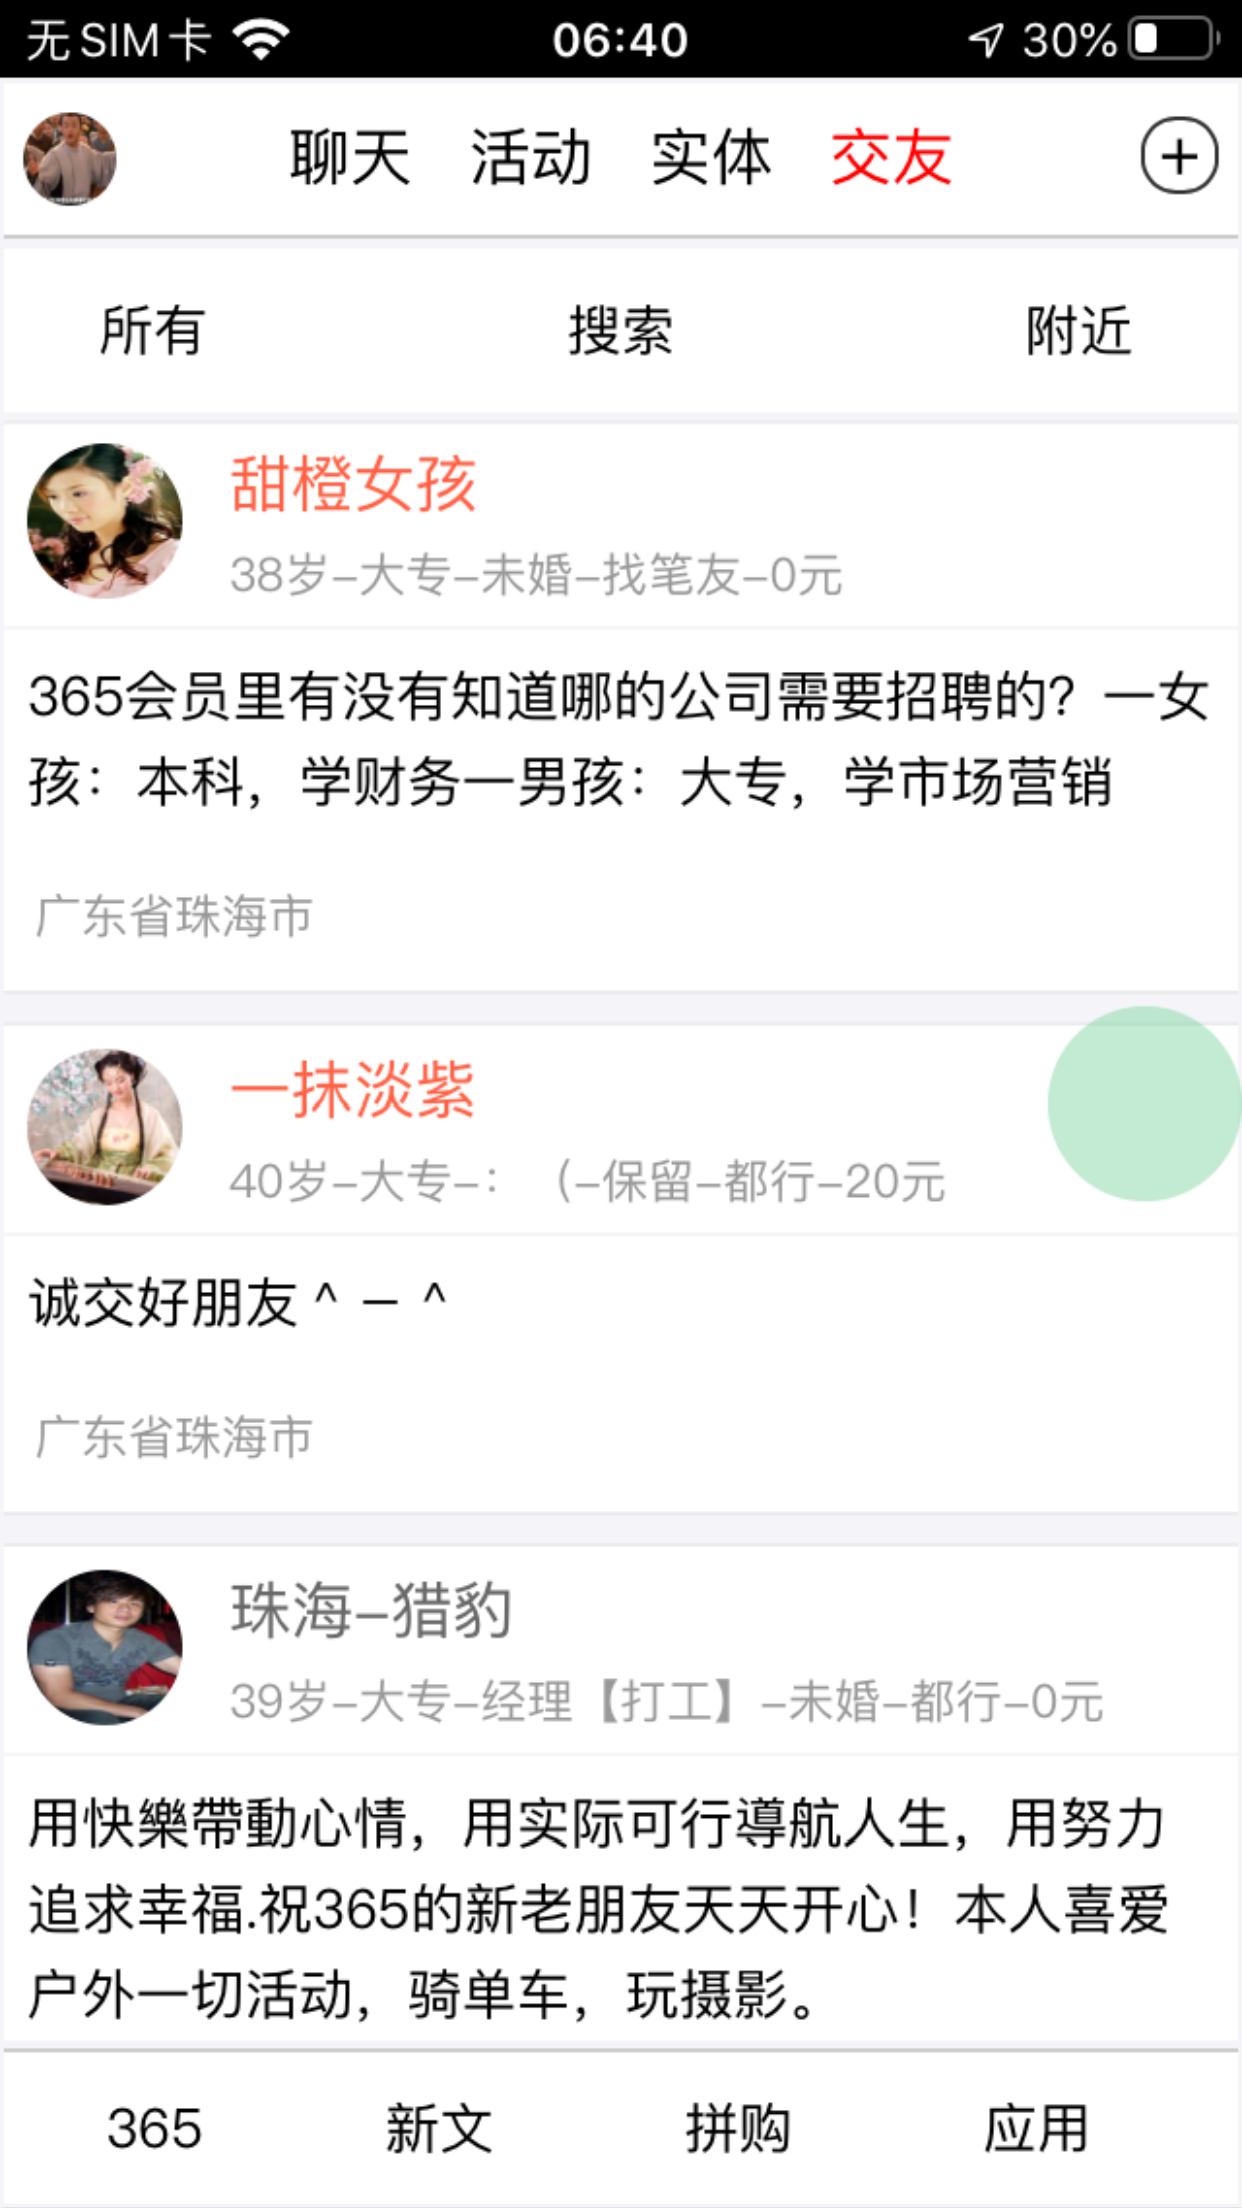 无SIM卡 06:40 30%
聊天 活动 实体 交友 +
所有 搜索 附近
甜橙女孩
38岁-大专-未婚-找笔友-0元
365会员里有没有知道哪的公司需要招聘的？一女
孩：本科，学财务一男孩：大专，学市场营销
广东省珠海市
一抹淡紫
40岁-大专-：（-保留-都行-20元
诚交好朋友＾－＾
广东省珠海市
珠海-猎豹
39岁-大专-经理【打工】-未婚-都行-0元
用快樂帶動心情，用实际可行導航人生，用努力
追求幸福.祝365的新老朋友天天开心！本人喜爱
户外一切活动，骑单车，玩摄影。
365 新文 拼购 应用